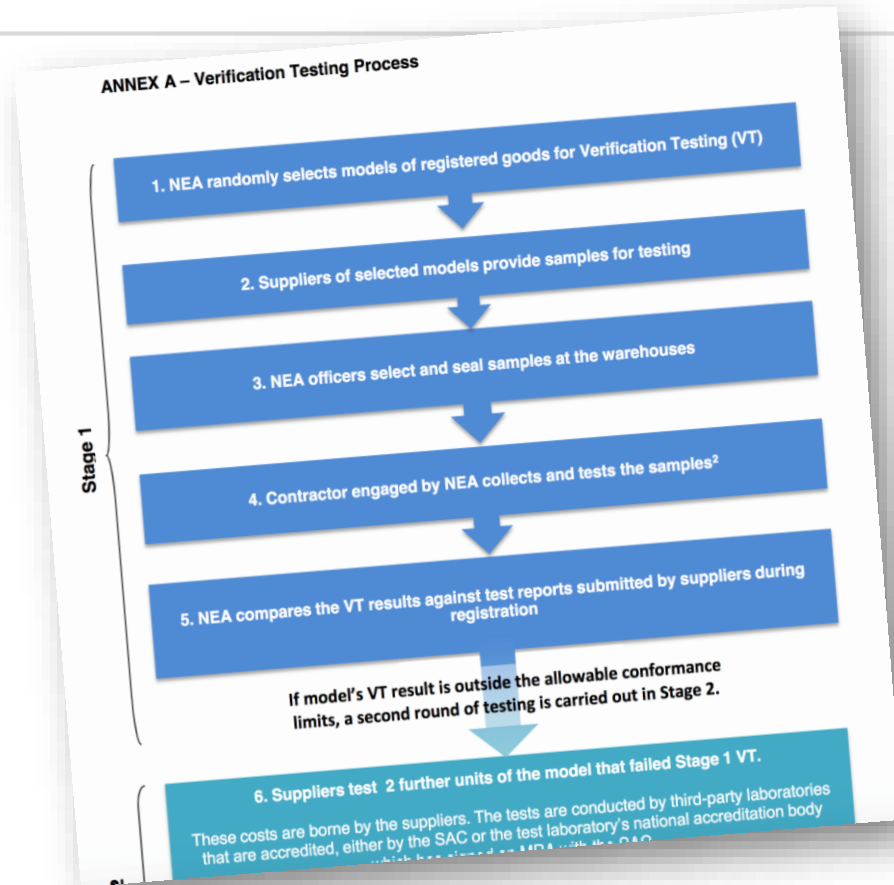 ANNEX A – Verification Testing Process
Stage 1
1. NEA randomly selects models of registered goods for Verification Testing (VT)
2. Suppliers of selected models provide samples for testing
3. NEA officers select and seal samples at the warehouses
4. Contractor engaged by NEA collects and tests the samples²
5. NEA compares the VT results against test reports submitted by suppliers during
registration
If model's VT result is outside the allowable conformance
limits, a second round of testing is carried out in Stage 2.
6. Suppliers test 2 further units of the model that failed Stage 1 VT.
These costs are borne by the suppliers. The tests are conducted by third-party laboratories
that are accredited, either by the SAC or the test laboratory's national accreditation body
MRA with the SAC